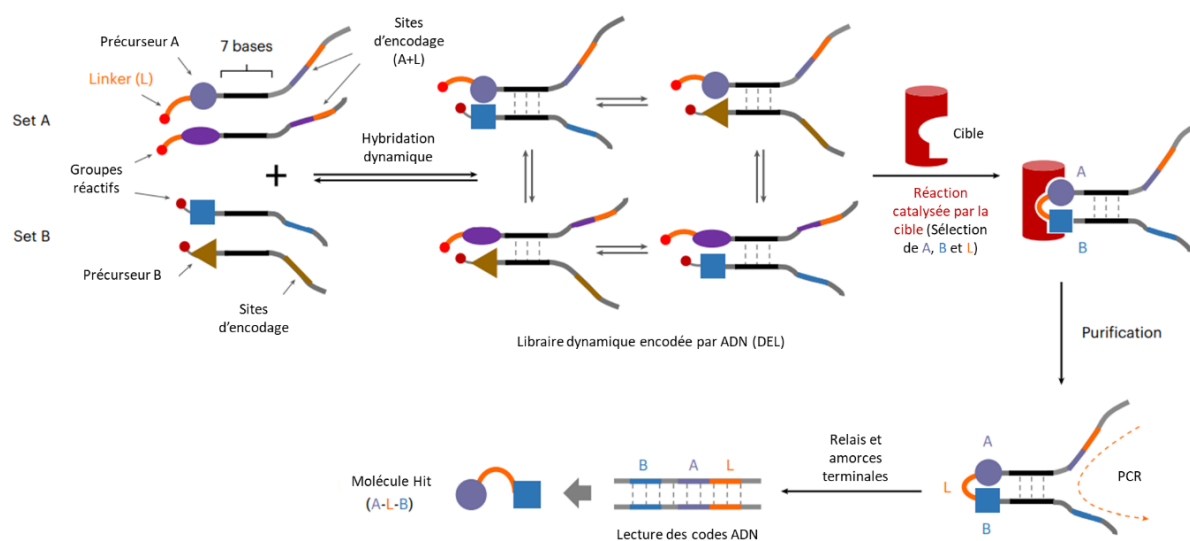 Précurseur A
7 bases
Sites
d'encodage
(A+L)
Linker (L)
Set A
Groupes
réactifs
Set B
Précurseur B
Sites
d'encodage
Hybridation
dynamique
Libraire dynamique encodée par ADN (DEL)
Cible
Réaction
catalysée par la
cible (Sélection
de A, B et L)
A
B
Purification
A
L
B
PCR
Relais et
amorces
terminales
B A L
Lecture des codes ADN
Molécule Hit
(A-L-B)